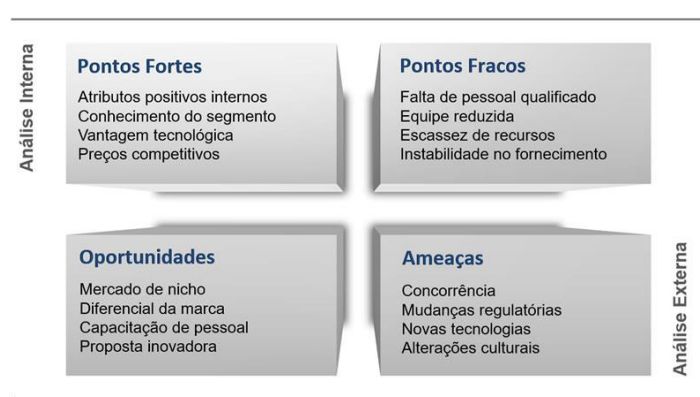 Análise Interna
Pontos Fortes
Atributos positivos internos
Conhecimento do segmento
Vantagem tecnológica
Preços competitivos
Pontos Fracos
Falta de pessoal qualificado
Equipe reduzida
Escassez de recursos
Instabilidade no fornecimento
Oportunidades
Mercado de nicho
Diferencial da marca
Capacitação de pessoal
Proposta inovadora
Ameaças
Concorrência
Mudanças regulatórias
Novas tecnologias
Alterações culturais
Análise Externa